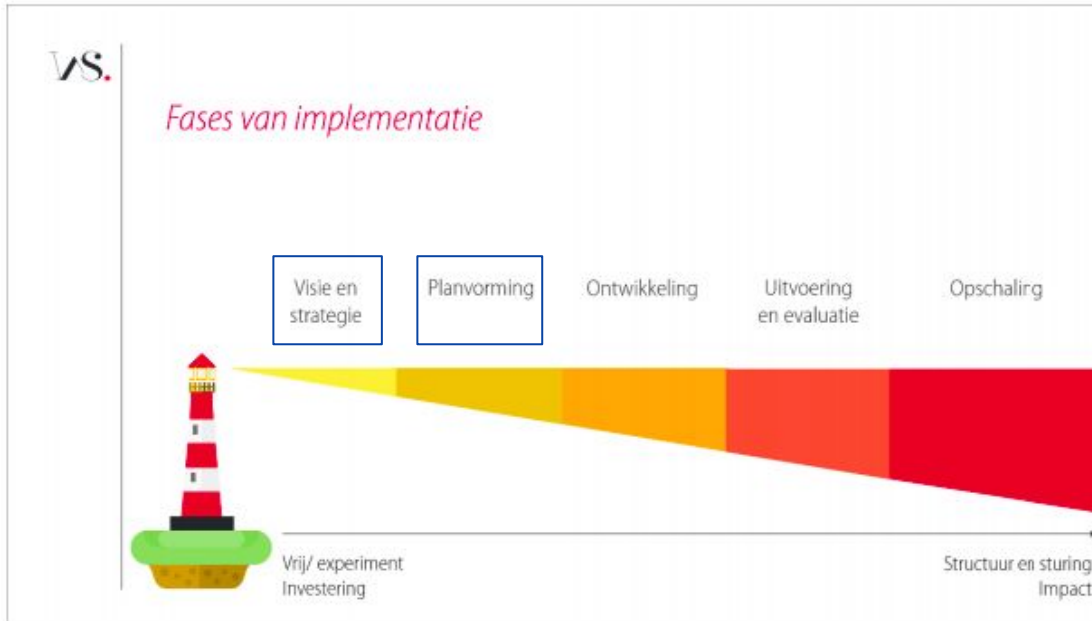 VS.
Fases van implementatie
Visie en
strategie
Planvorming
Ontwikkeling
Uitvoering
en evaluatie
Opschaling
Vrij/ experiment
Investering
Structuur en sturing
Impact